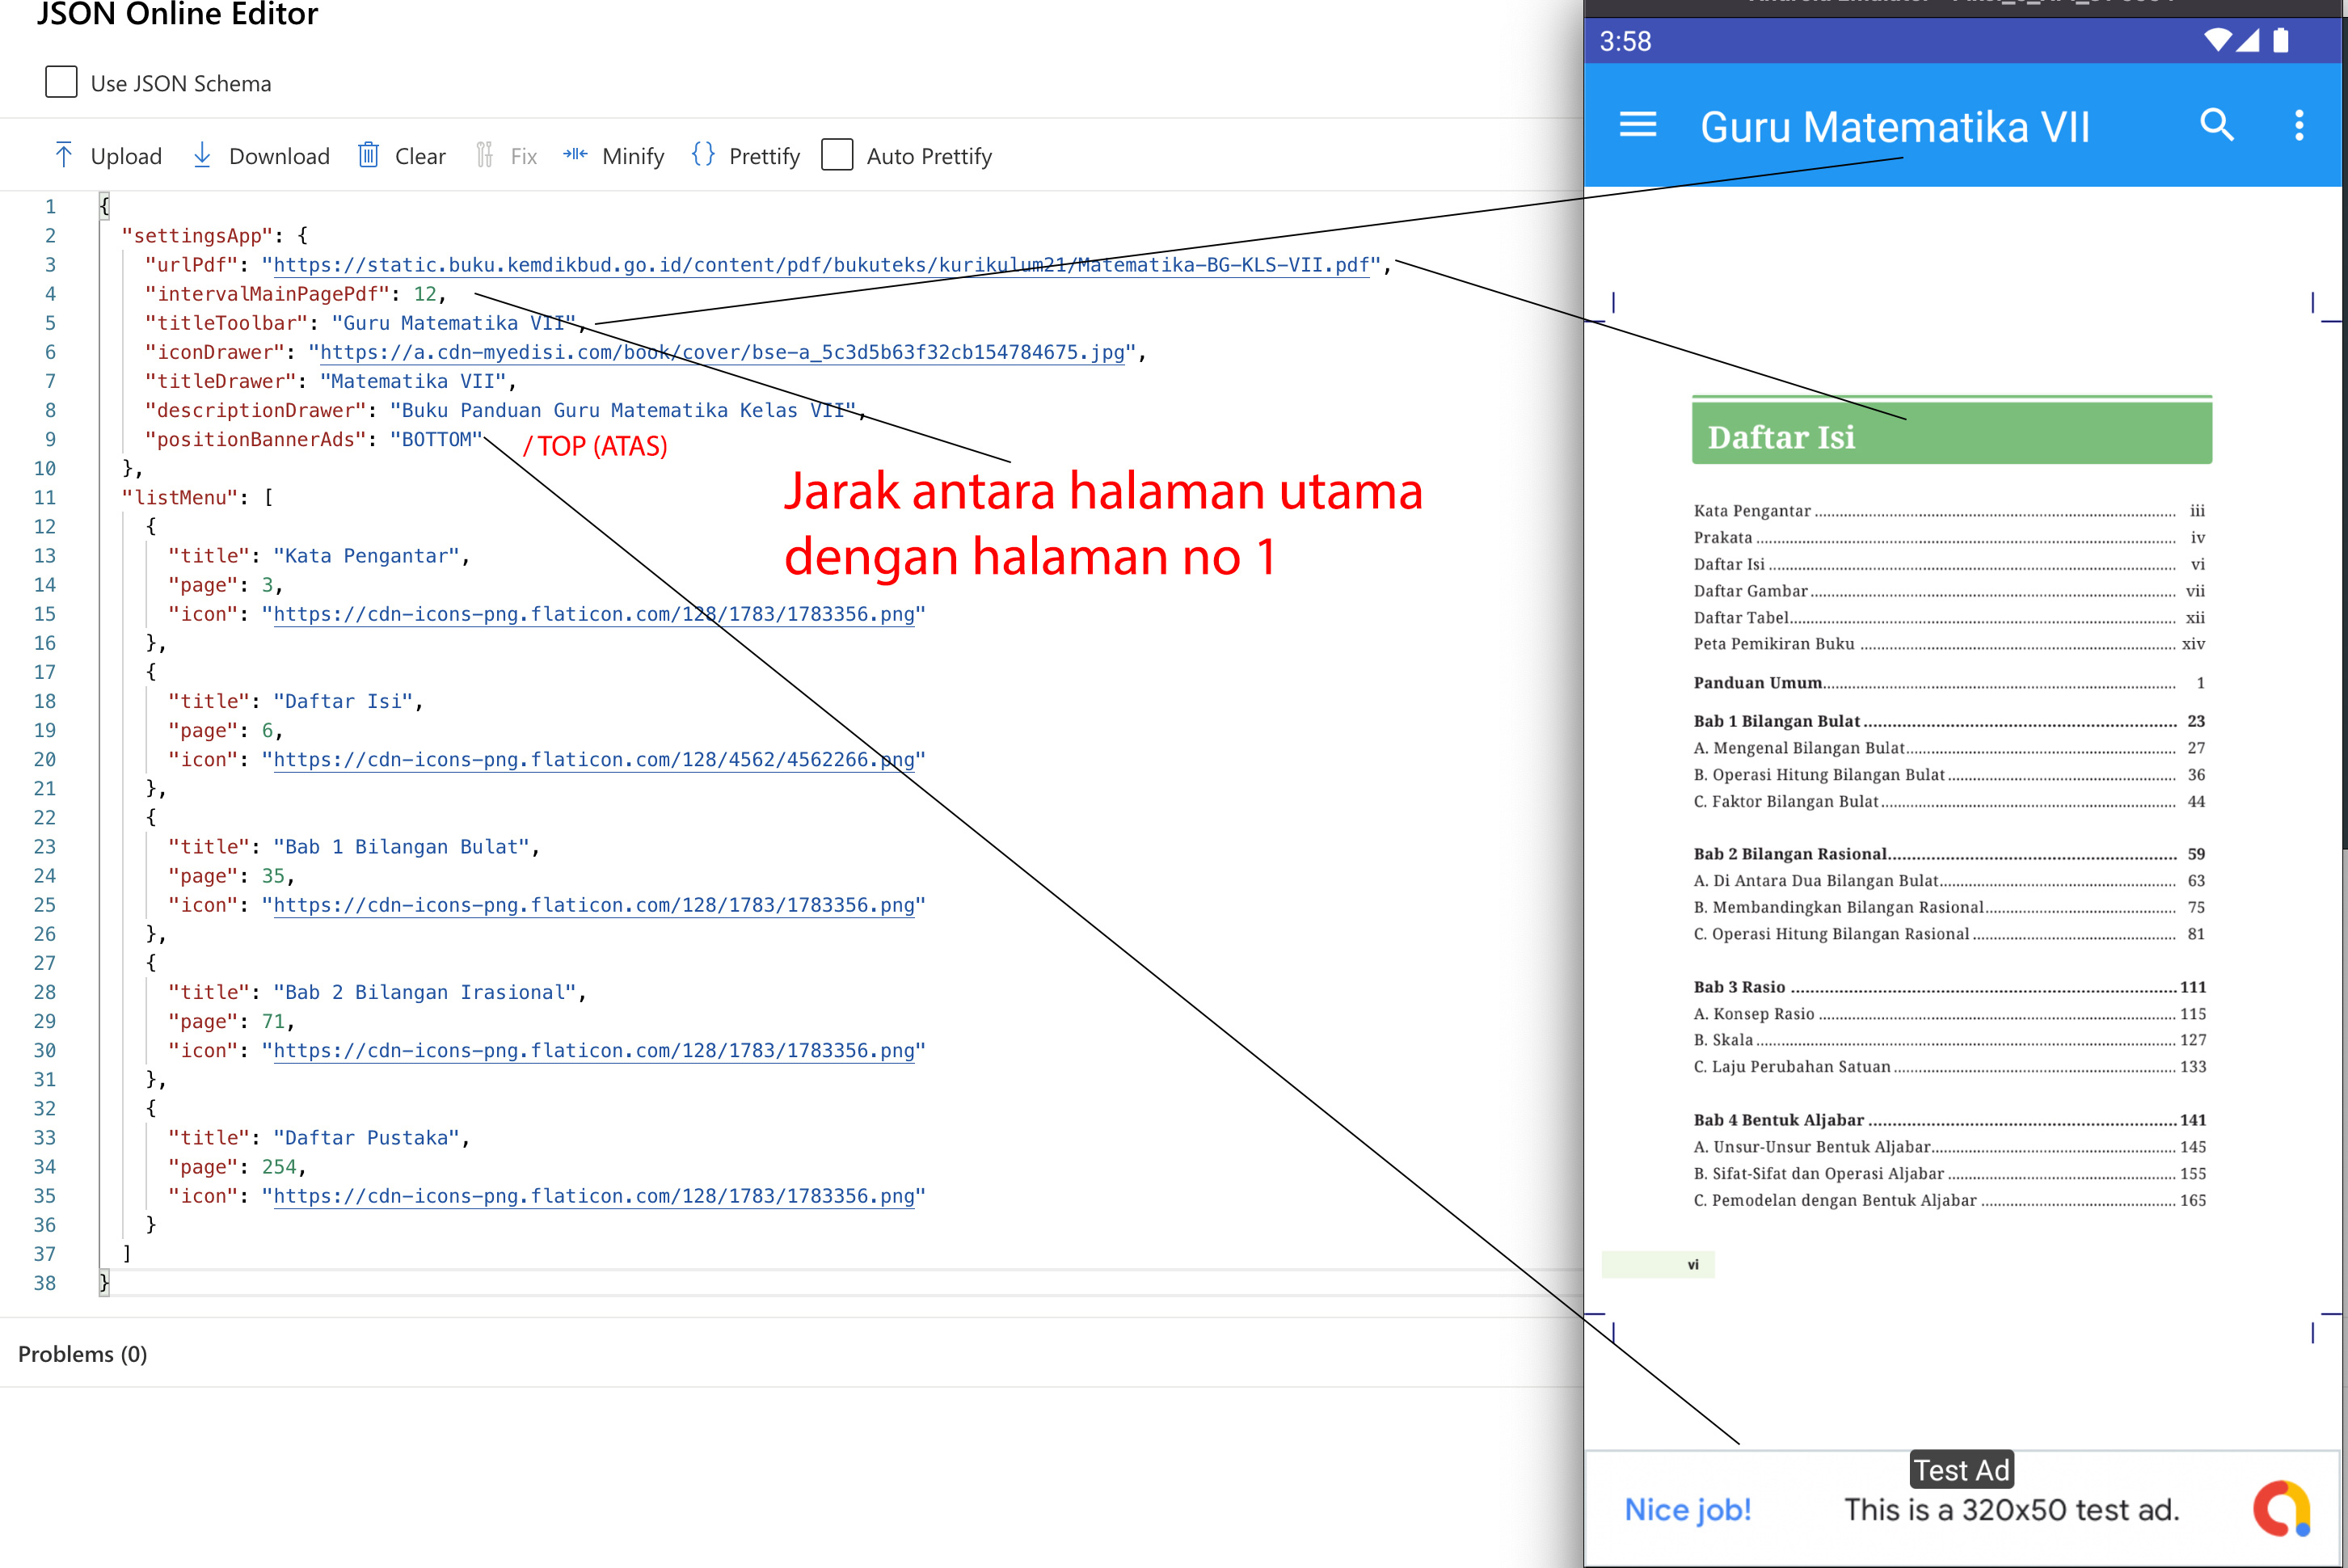 JSON Online Editor
Use JSON Schema
Upload Download Clear Fix Minify Prettify Auto Prettify
1 {
2 "settingsApp": {
3 "urlPdf": "https://static.buku.kemdikbud.go.id/content/pdf/bukuteks/kurikulum21/Matematika-BG-KLS-VII.pdf",
4 "intervalMainPagePdf": 12,
5 "titleToolbar": "Guru Matematika VII",
6 "iconDrawer": "https://a.cdn-myedisi.com/book/cover/bse-a_5c3d5b63f32cb154784675.jpg",
7 "titleDrawer": "Matematika VII",
8 "descriptionDrawer": "Buku Panduan Guru Matematika Kelas VII",
9 "positionBannerAds": "BOTTOM" / TOP (ATAS)
10 },
11 "listMenu": [
12 {
13 "title": "Kata Pengantar",
14 "page": 3,
15 "icon": "https://cdn-icons-png.flaticon.com/128/1783/1783356.png"
16 },
17 {
18 "title": "Daftar Isi",
19 "page": 6,
20 "icon": "https://cdn-icons-png.flaticon.com/128/4562/4562266.png"
21 },
22 {
23 "title": "Bab 1 Bilangan Bulat",
24 "page": 35,
25 "icon": "https://cdn-icons-png.flaticon.com/128/1783/1783356.png"
26 },
27 {
28 "title": "Bab 2 Bilangan Irasional",
29 "page": 71,
30 "icon": "https://cdn-icons-png.flaticon.com/128/1783/1783356.png"
31 },
32 {
33 "title": "Daftar Pustaka",
34 "page": 254,
35 "icon": "https://cdn-icons-png.flaticon.com/128/1783/1783356.png"
36 }
37 ]
38 }
Jarak antara halaman utama
dengan halaman no 1
Problems (0)
3:58
Guru Matematika VII
Daftar Isi
Kata Pengantar ........ iii
Prakata ........ iv
Daftar Isi ........ vi
Daftar Gambar ........ vii
Daftar Tabel ........ xii
Peta Pemikiran Buku ........ xiv
Panduan Umum ........ 1
Bab 1 Bilangan Bulat ........ 23
A. Mengenal Bilangan Bulat ........ 27
B. Operasi Hitung Bilangan Bulat ........ 36
C. Faktor Bilangan Bulat ........ 44
Bab 2 Bilangan Rasional ........ 59
A. Di Antara Dua Bilangan Bulat ........ 63
B. Membandingkan Bilangan Rasional ........ 75
C. Operasi Hitung Bilangan Rasional ........ 81
Bab 3 Rasio ........ 111
A. Konsep Rasio ........ 115
B. Skala ........ 127
C. Laju Perubahan Satuan ........ 133
Bab 4 Bentuk Aljabar ........ 141
A. Unsur-Unsur Bentuk Aljabar ........ 145
B. Sifat-Sifat dan Operasi Aljabar ........ 155
C. Pemodelan dengan Bentuk Aljabar ........ 165
vi
Test Ad
Nice job! This is a 320x50 test ad.